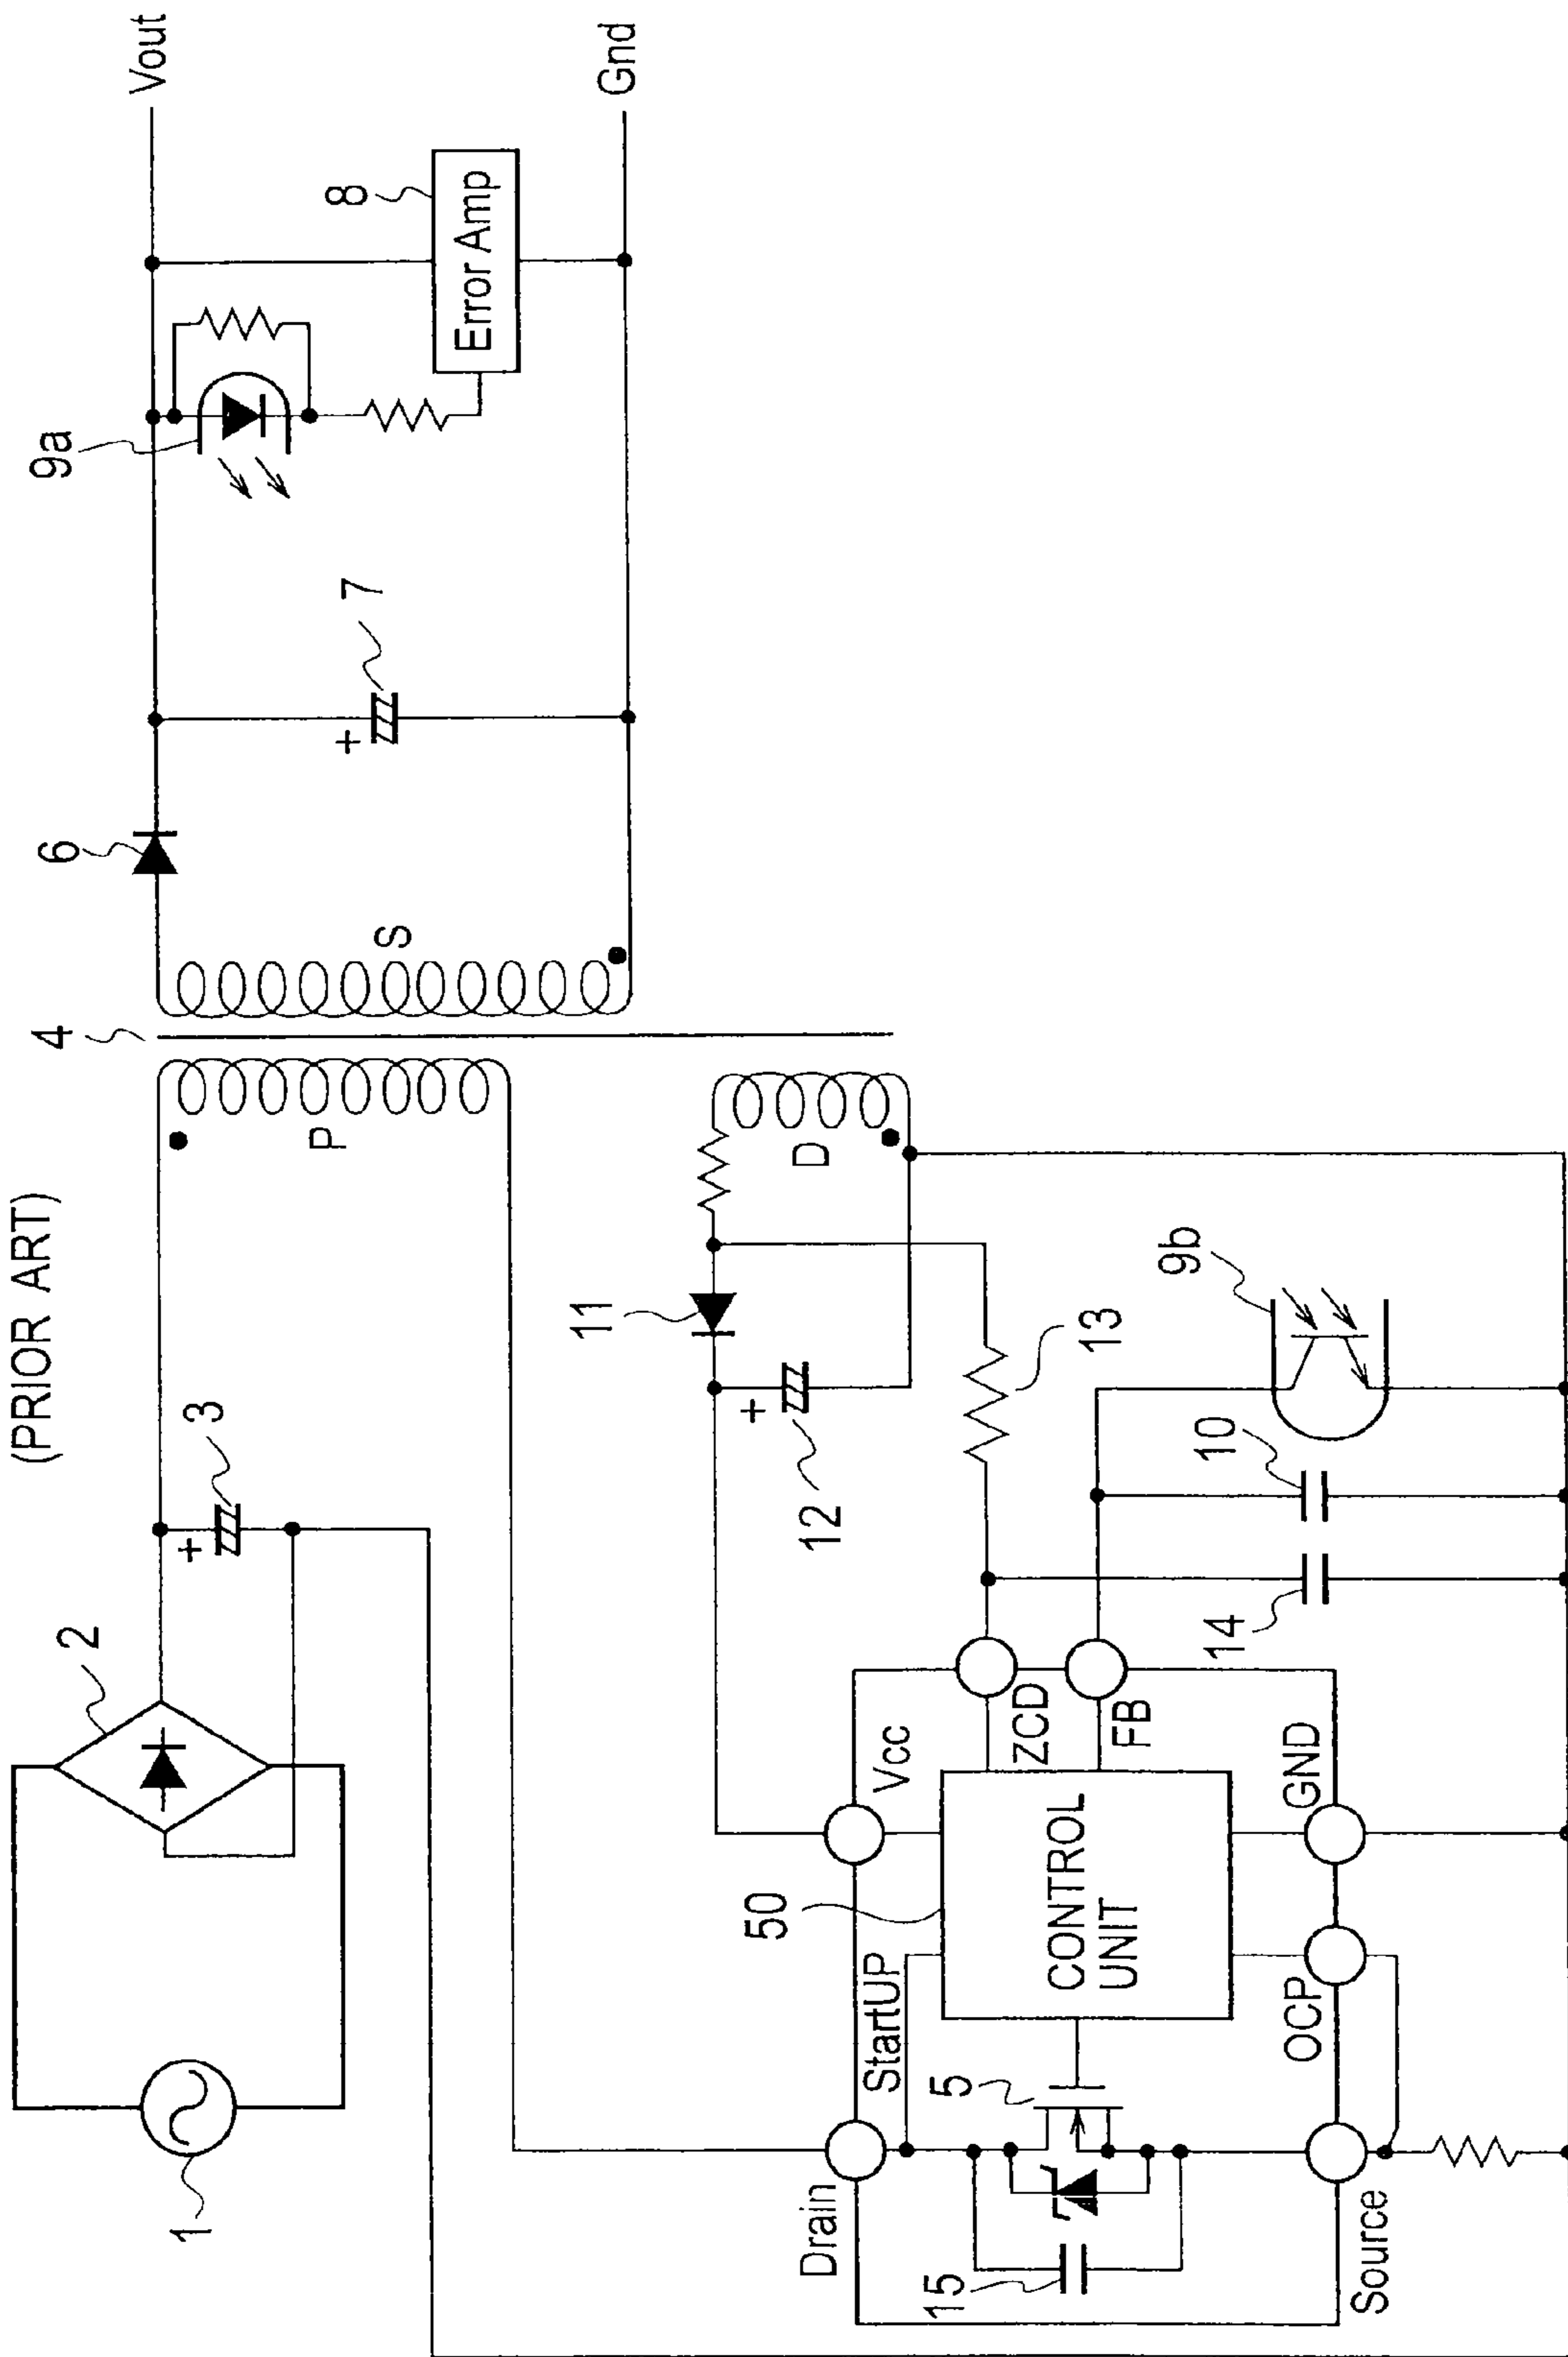 (PRIOR ART)
1
2
3
4
P
S
6
7
9a
8
Error Amp
Vout
Gnd
D
11
12
13
9b
10
14
Drain
StartUP
50
Vcc
ZCD
FB
CONTROL
UNIT
5
15
Source
OCP
GND
+
+
+